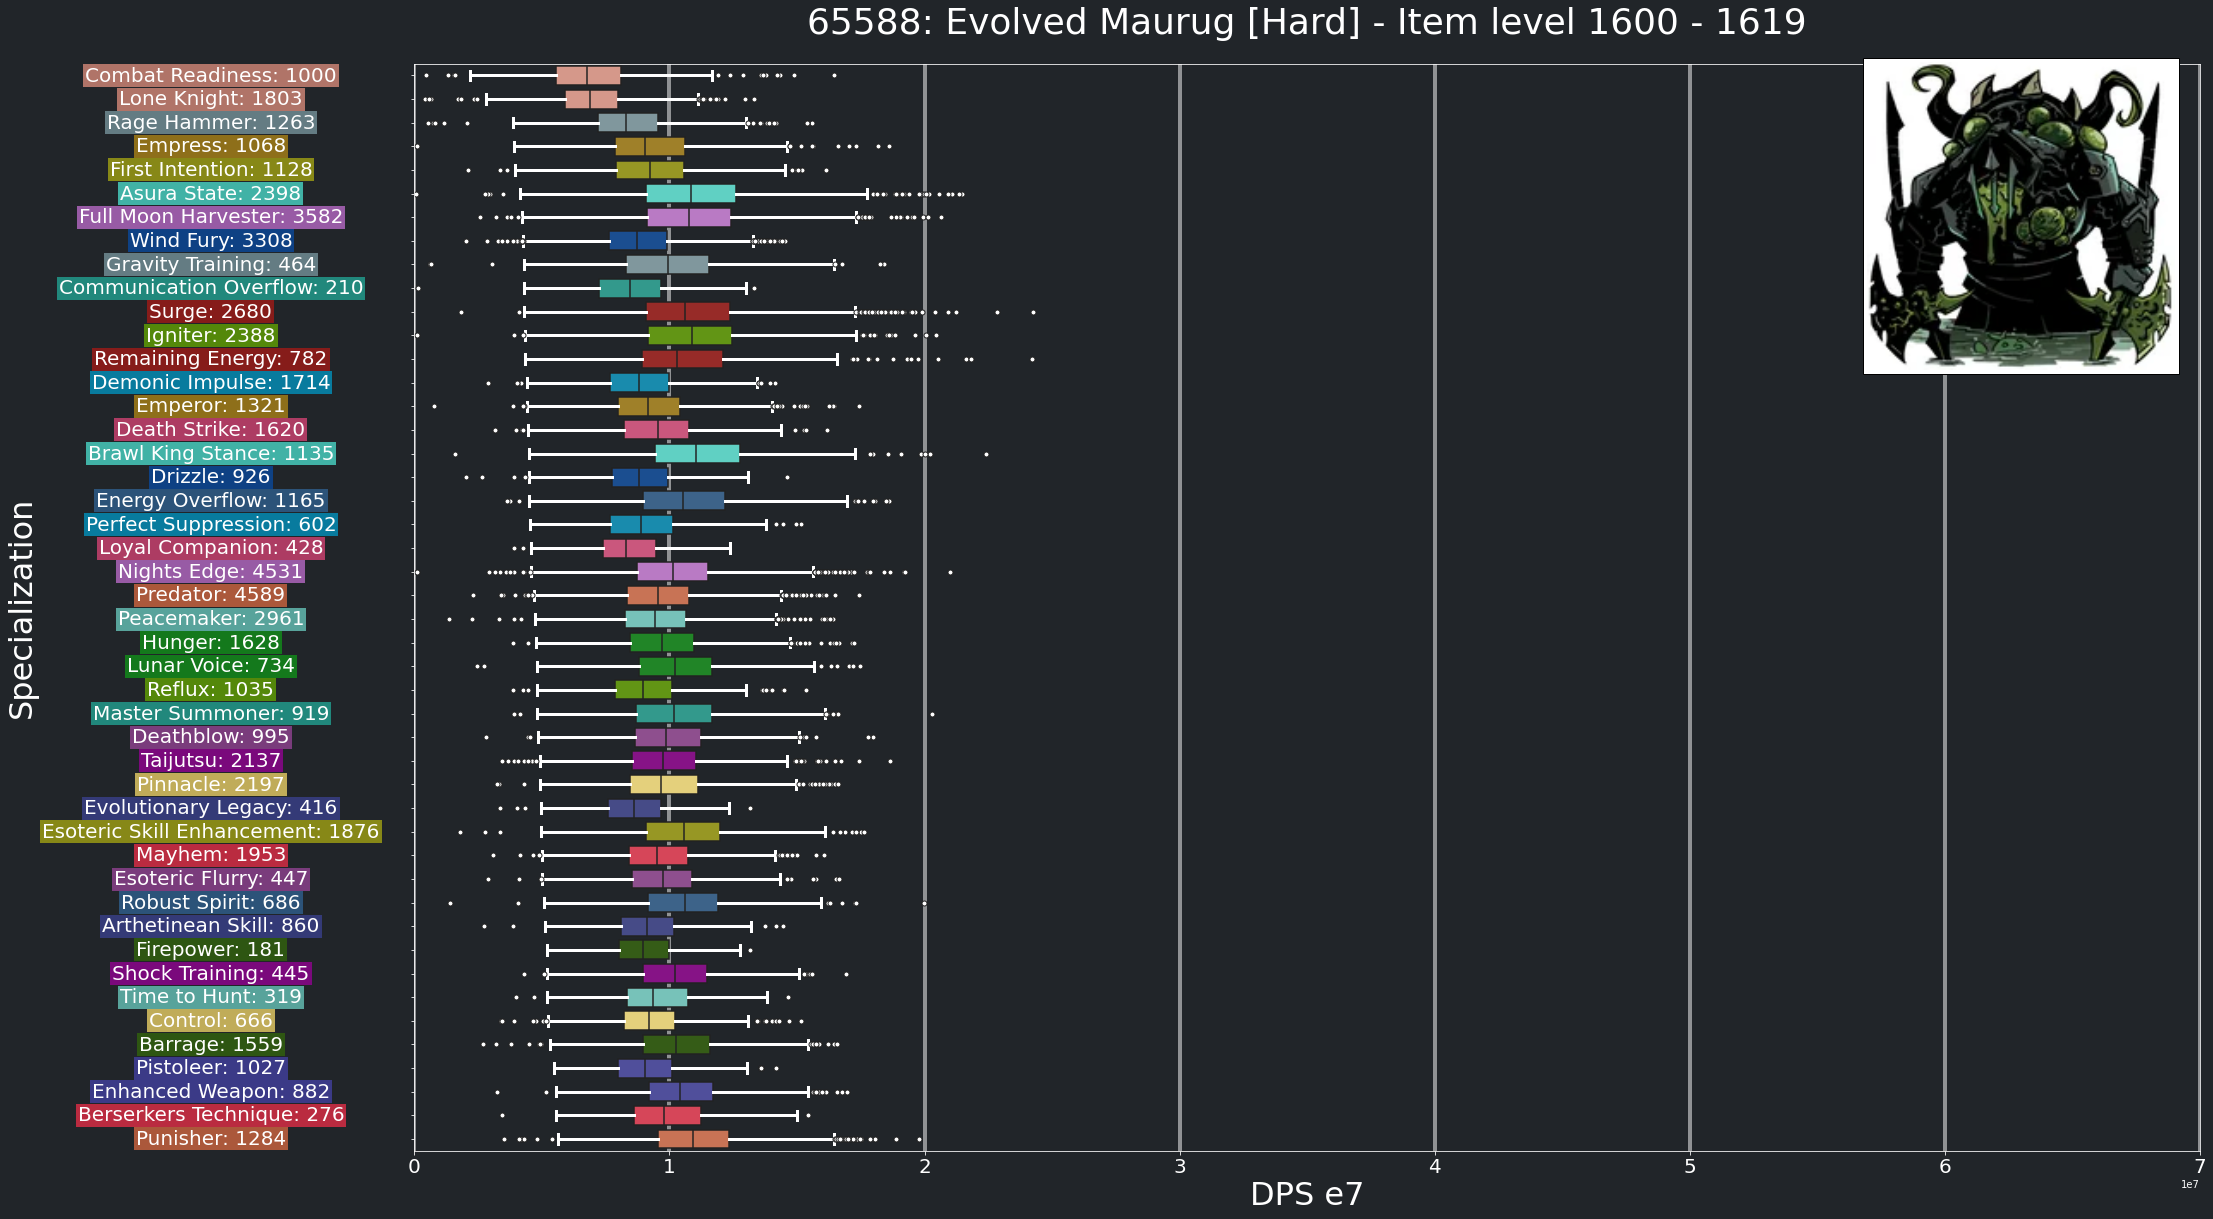 65588: Evolved Maurug [Hard] - Item level 1600 - 1619
Specialization
Combat Readiness: 1000
Lone Knight: 1803
Rage Hammer: 1263
Empress: 1068
First Intention: 1128
Asura State: 2398
Full Moon Harvester: 3582
Wind Fury: 3308
Gravity Training: 464
Communication Overflow: 210
Surge: 2680
Igniter: 2388
Remaining Energy: 782
Demonic Impulse: 1714
Emperor: 1321
Death Strike: 1620
Brawl King Stance: 1135
Drizzle: 926
Energy Overflow: 1165
Perfect Suppression: 602
Loyal Companion: 428
Nights Edge: 4531
Predator: 4589
Peacemaker: 2961
Hunger: 1628
Lunar Voice: 734
Reflux: 1035
Master Summoner: 919
Deathblow: 995
Taijutsu: 2137
Pinnacle: 2197
Evolutionary Legacy: 416
Esoteric Skill Enhancement: 1876
Mayhem: 1953
Esoteric Flurry: 447
Robust Spirit: 686
Arthetinean Skill: 860
Firepower: 181
Shock Training: 445
Time to Hunt: 319
Control: 666
Barrage: 1559
Pistoleer: 1027
Enhanced Weapon: 882
Berserkers Technique: 276
Punisher: 1284
0 1 2 3 4 5 6 7
1e7
DPS e7